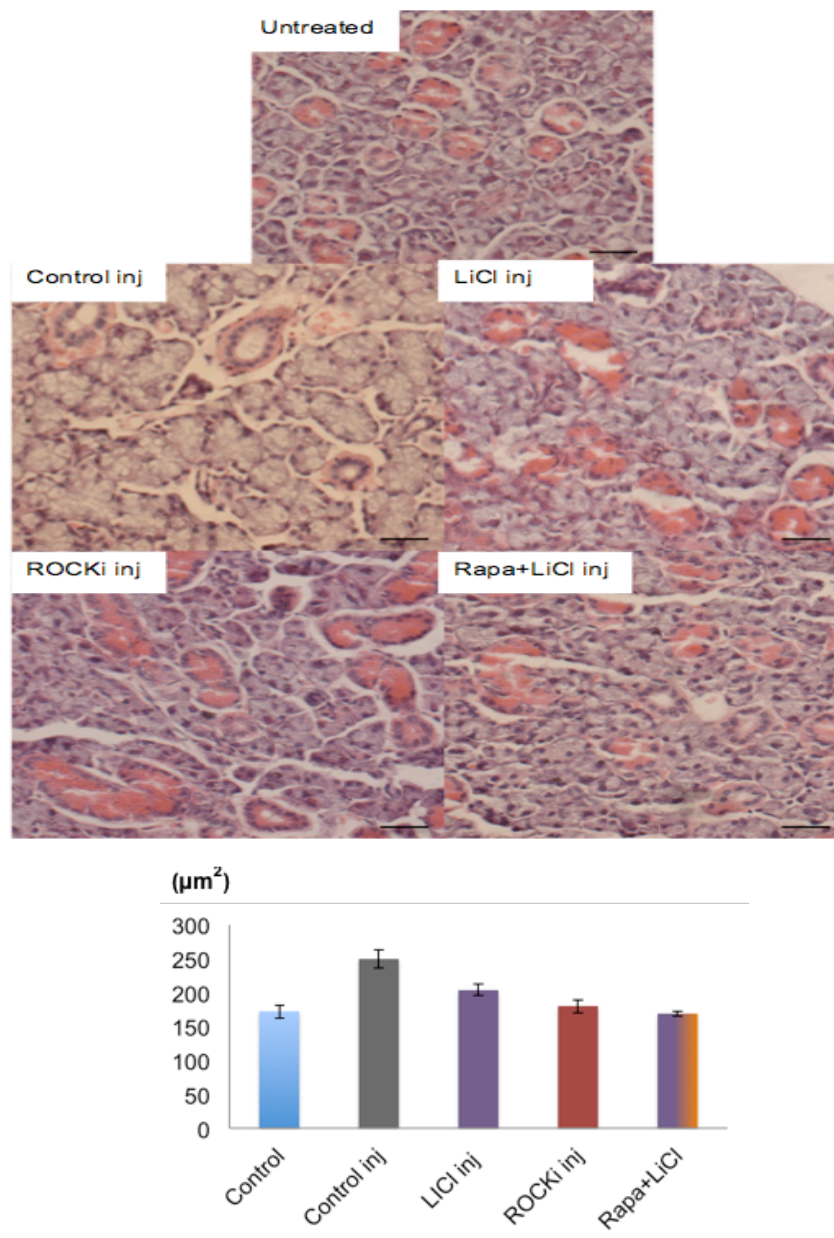 Untreated
Control inj
LiCl inj
ROCKi inj
Rapa+LiCl inj
(µm²)
300
250
200
150
100
50
0
Control
Control inj
LICl inj
ROCKi inj
Rapa+LiCl